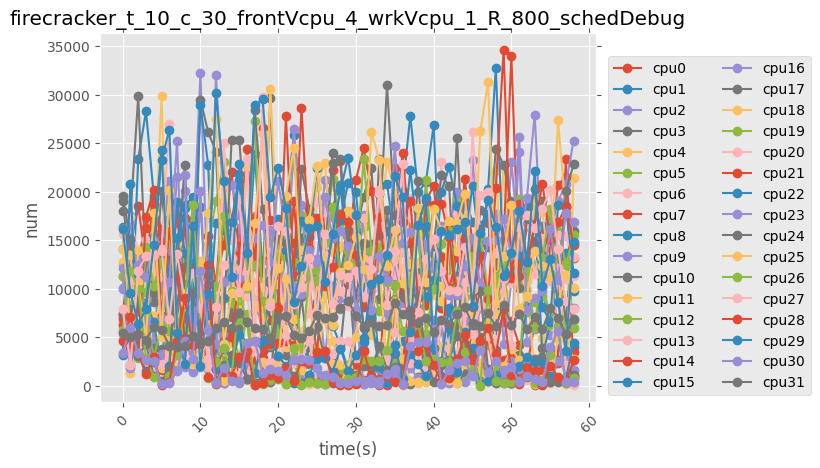 firecracker_t_10_c_30_frontVcpu_4_wrkVcpu_1_R_800_schedDebug
num
35000
30000
25000
20000
15000
10000
5000
0
0
10
20
30
40
50
60
time(s)
cpu0
cpu1
cpu2
cpu3
cpu4
cpu5
cpu6
cpu7
cpu8
cpu9
cpu10
cpu11
cpu12
cpu13
cpu14
cpu15
cpu16
cpu17
cpu18
cpu19
cpu20
cpu21
cpu22
cpu23
cpu24
cpu25
cpu26
cpu27
cpu28
cpu29
cpu30
cpu31